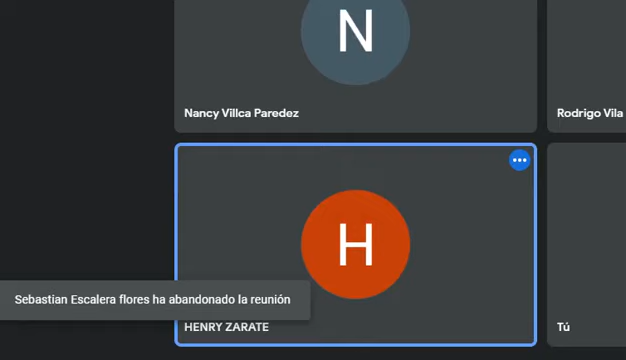 N
Nancy Villca Paredez
Rodrigo Vila
H
Sebastian Escalera flores ha abandonado la reunión
HENRY ZARATE
Tú